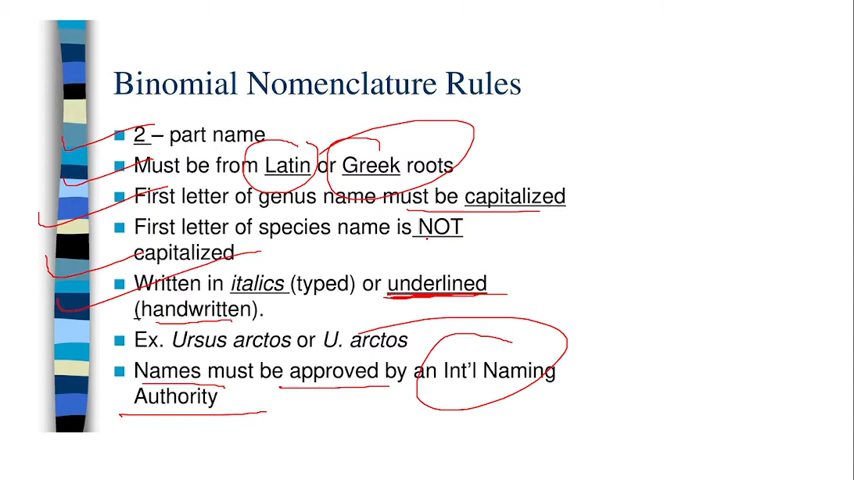 Binomial Nomenclature Rules
2 – part name
Must be from Latin or Greek roots
First letter of genus name must be capitalized
First letter of species name is NOT
capitalized
Written in italics (typed) or underlined
(handwritten).
Ex. Ursus arctos or U. arctos
Names must be approved by an Int'l Naming
Authority